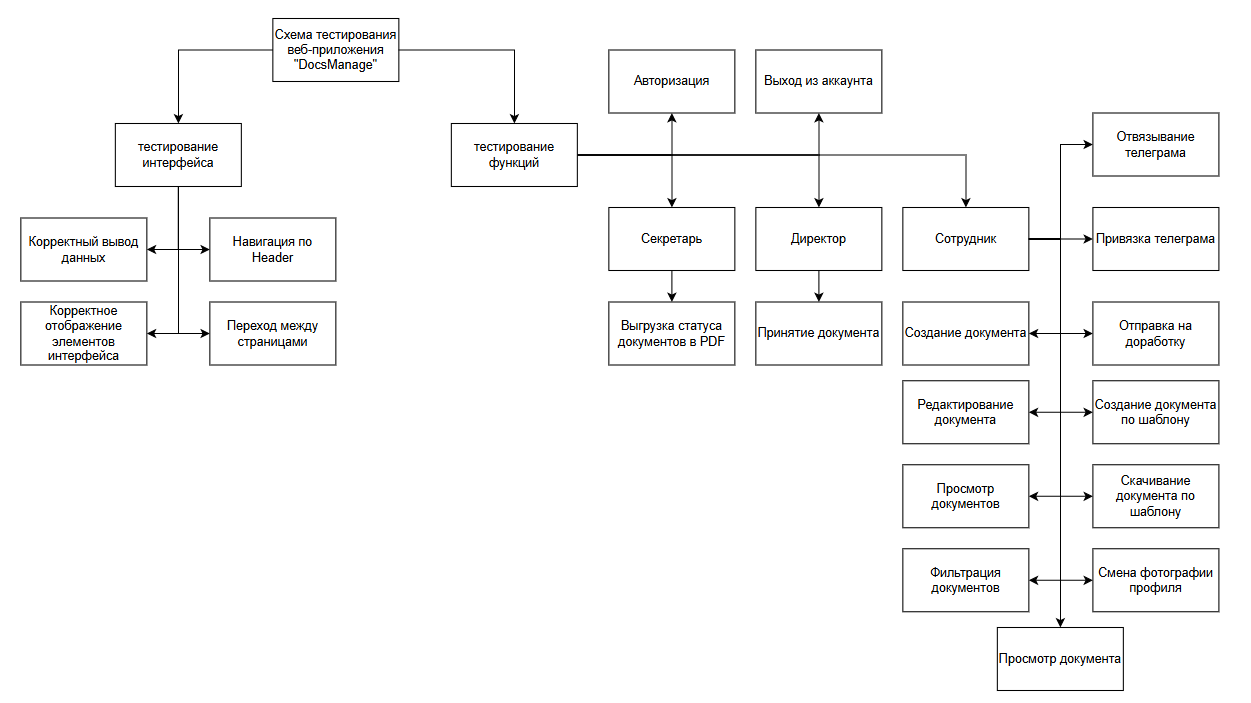 Схема тестирования
веб-приложения
"DocsManage"
тестирование
интерфейса
тестирование
функций
Корректный вывод
данных
Навигация по
Header
Корректное
отображение
элементов
интерфейса
Переход между
страницами
Авторизация
Выход из аккаунта
Секретарь
Директор
Сотрудник
Выгрузка статуса
документов в PDF
Принятие документа
Отвязывание
телеграма
Привязка телеграма
Создание документа
Отправка на
доработку
Редактирование
документа
Создание документа
по шаблону
Просмотр
документов
Скачивание
документа по
шаблону
Фильтрация
документов
Смена фотографии
профиля
Просмотр документа